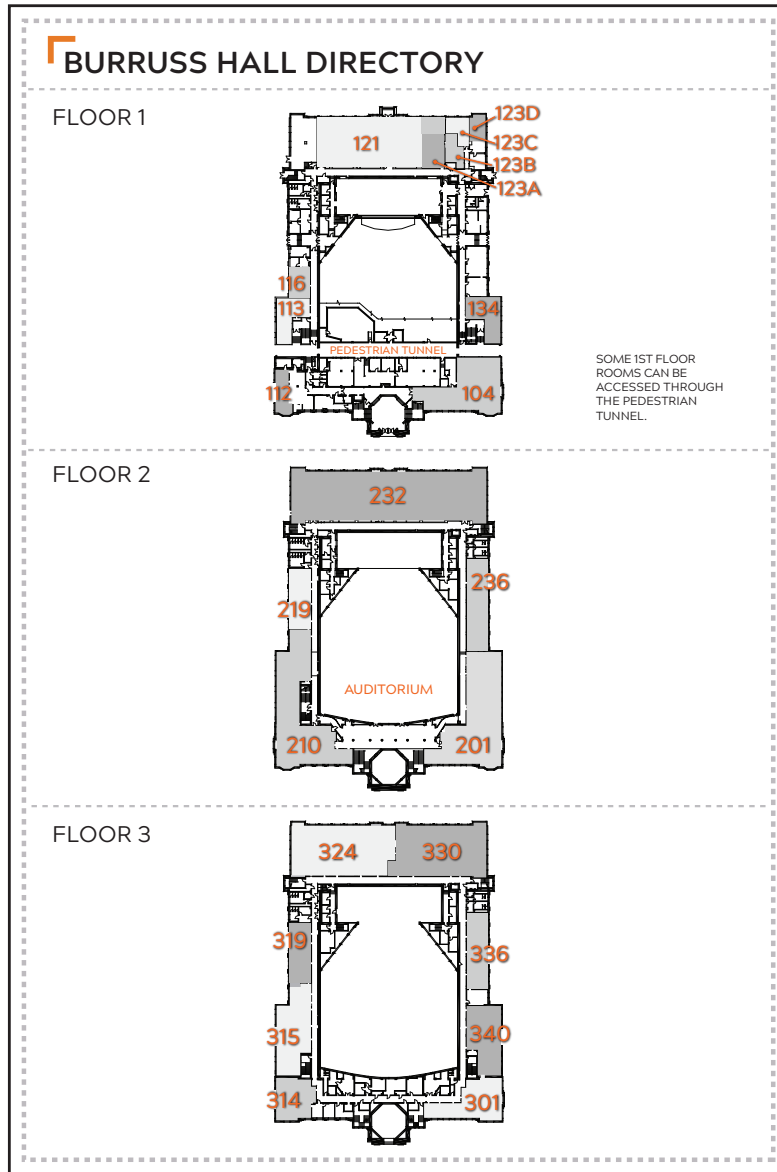 BURRUSS HALL DIRECTORY
FLOOR 1
121
123D
123C
123B
123A
116
113
134
PEDESTRIAN TUNNEL
112
104
SOME 1ST FLOOR
ROOMS CAN BE
ACCESSED THROUGH
THE PEDESTRIAN
TUNNEL.
FLOOR 2
232
236
219
AUDITORIUM
210
201
FLOOR 3
324
330
319
336
315
340
314
301